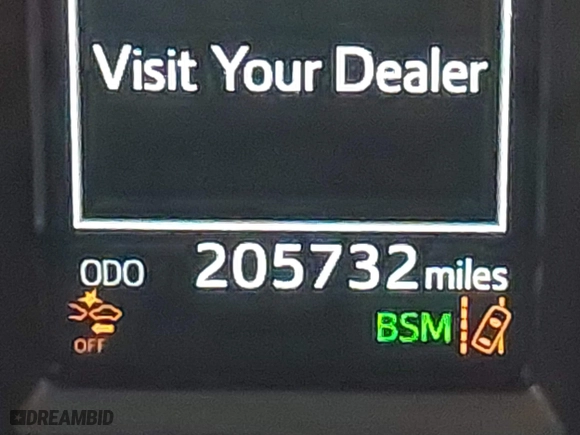 Visit Your Dealer
ODO 205732 miles
OFF
BSM
DREAMBID